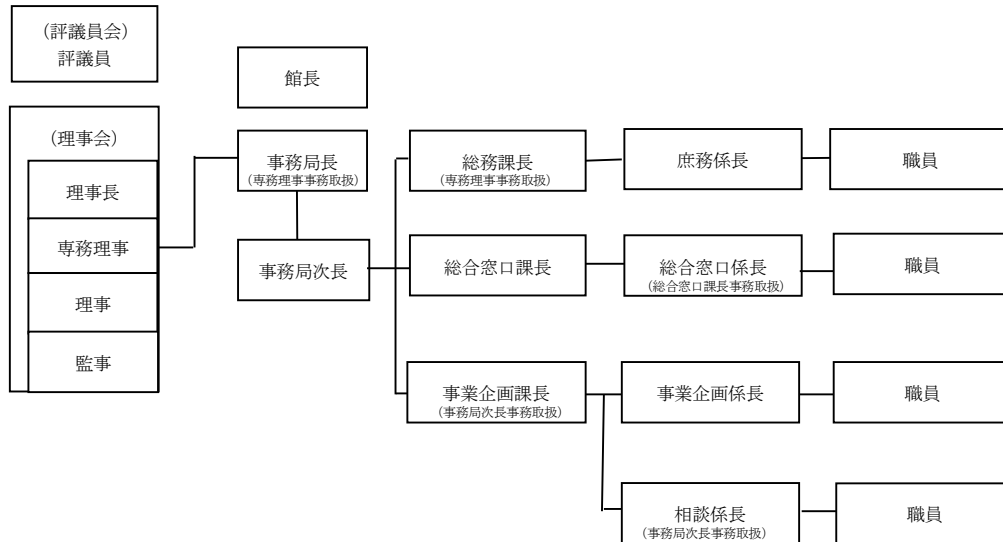 （評議員会）
評議員
館長
（理事会）
理事長
専務理事
理事
監事
事務局長
（専務理事事務取扱）
事務局次長
総務課長
（専務理事事務取扱）
庶務係長
職員
総合窓口課長
総合窓口係長
（総合窓口課長事務取扱）
職員
事業企画課長
（事務局次長事務取扱）
事業企画係長
職員
相談係長
（事務局次長事務取扱）
職員